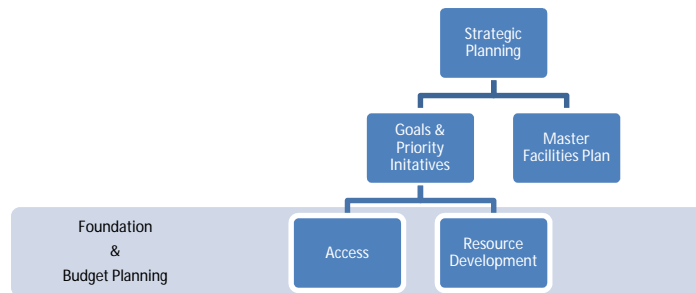 Strategic
Planning
Goals &
Priority
Initatives
Master
Facilities Plan
Foundation
&
Budget Planning
Access
Resource
Development